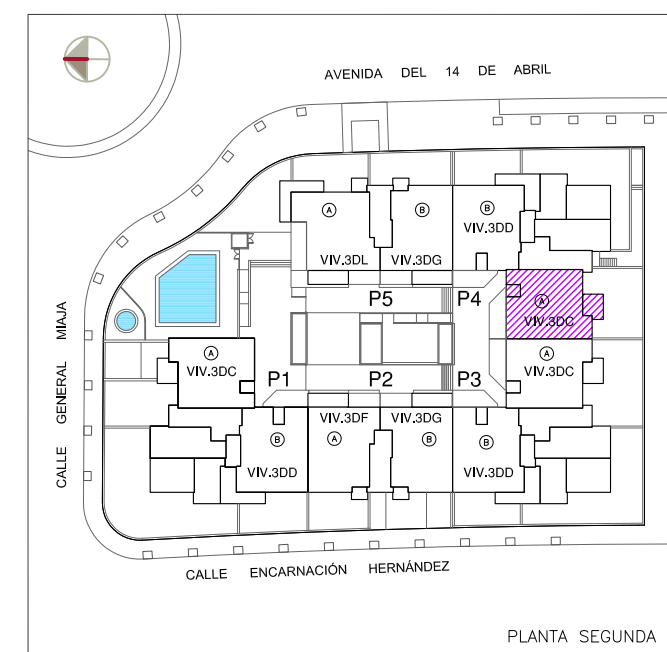 AVENIDA DEL 14 DE ABRIL
A
B
B
VIV.3DL
VIV.3DG
VIV.3DD
P5
P4
A
VIV.3DC
CALLE GENERAL MIAJA
A
VIV.3DC
P1
P2
P3
A
VIV.3DC
VIV.3DF
VIV.3DG
B
A
B
B
VIV.3DD
VIV.3DD
CALLE ENCARNACIÓN HERNÁNDEZ
PLANTA SEGUNDA